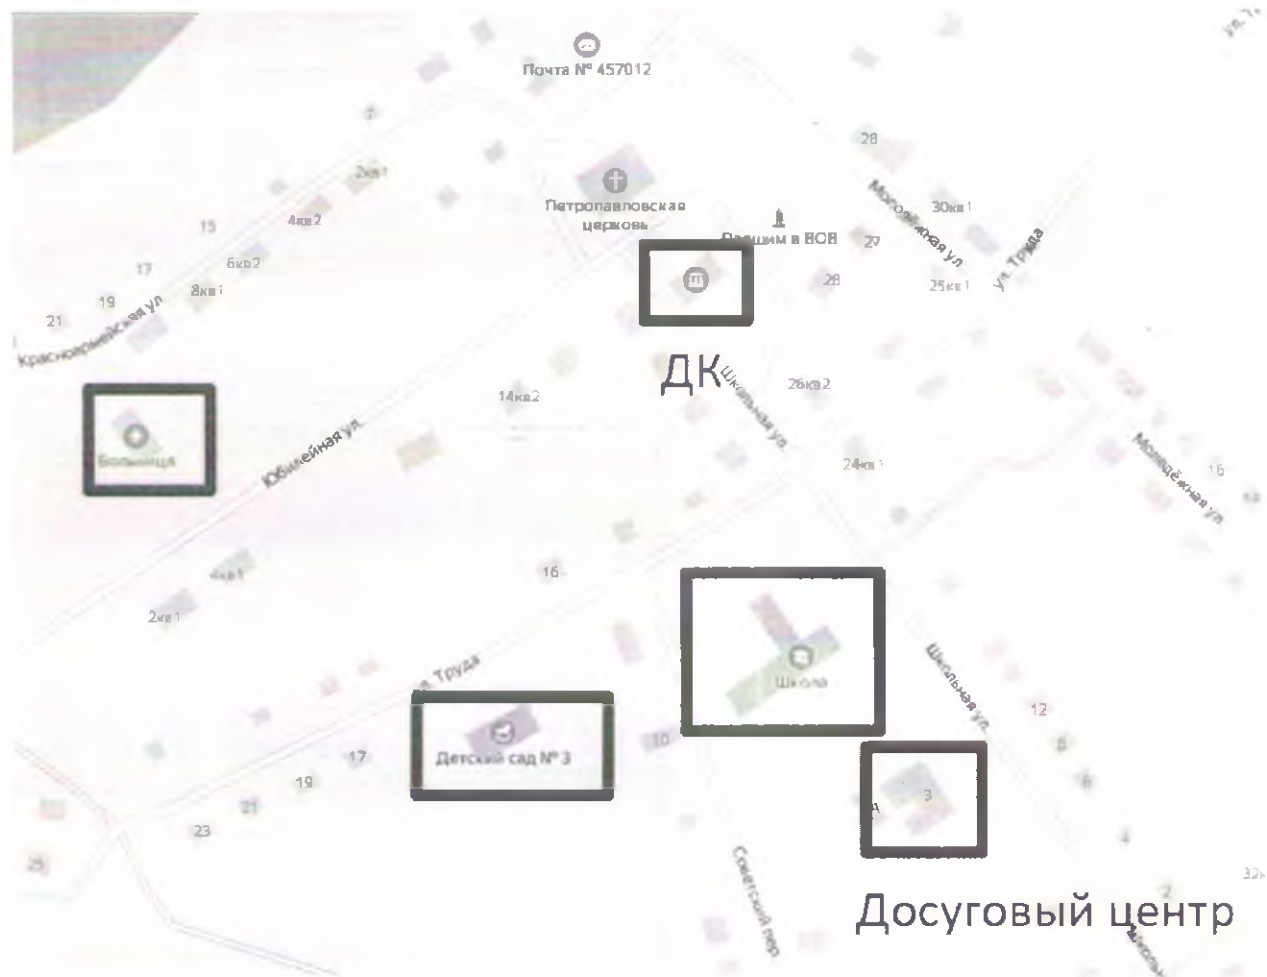 Почта № 457012
28
2кв1
Петропавловская
церковь
30кв1
Молодёжная ул
4кв2
15
27
ул. Труда
6кв2
17
28
25кв1
8кв1
19
21
Красноармейская ул
ДК
Школьная ул.
26кв2
14кв2
Юбилейная ул.
Больница
24кв1
Молодёжная ул.
16
16
4кв1
2кв1
Школа
Школьная ул.
ул. Труда
12
10
8
Детский сад № 3
17
6
19
3
21
23
4
25
Советский пер.
2
Досуговый центр